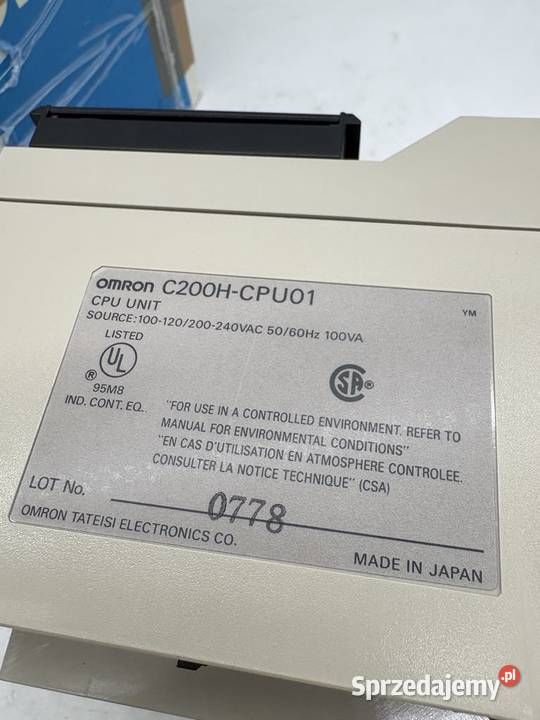 OMRON C200H-CPU01
CPU UNIT
YM
SOURCE:100-120/200-240VAC 50/60Hz 100VA
LISTED
UL
®
95M8
IND. CONT. EQ.
SA®
"FOR USE IN A CONTROLLED ENVIRONMENT. REFER TO
MANUAL FOR ENVIRONMENTAL CONDITIONS"
"EN CAS D'UTILISATION EN ATMOSPHERE CONTROLEE.
CONSULTER LA NOTICE TECHNIQUE" (CSA)
LOT No. 0778
OMRON TATEISI ELECTRONICS CO.
MADE IN JAPAN
Sprzedajemy.pl